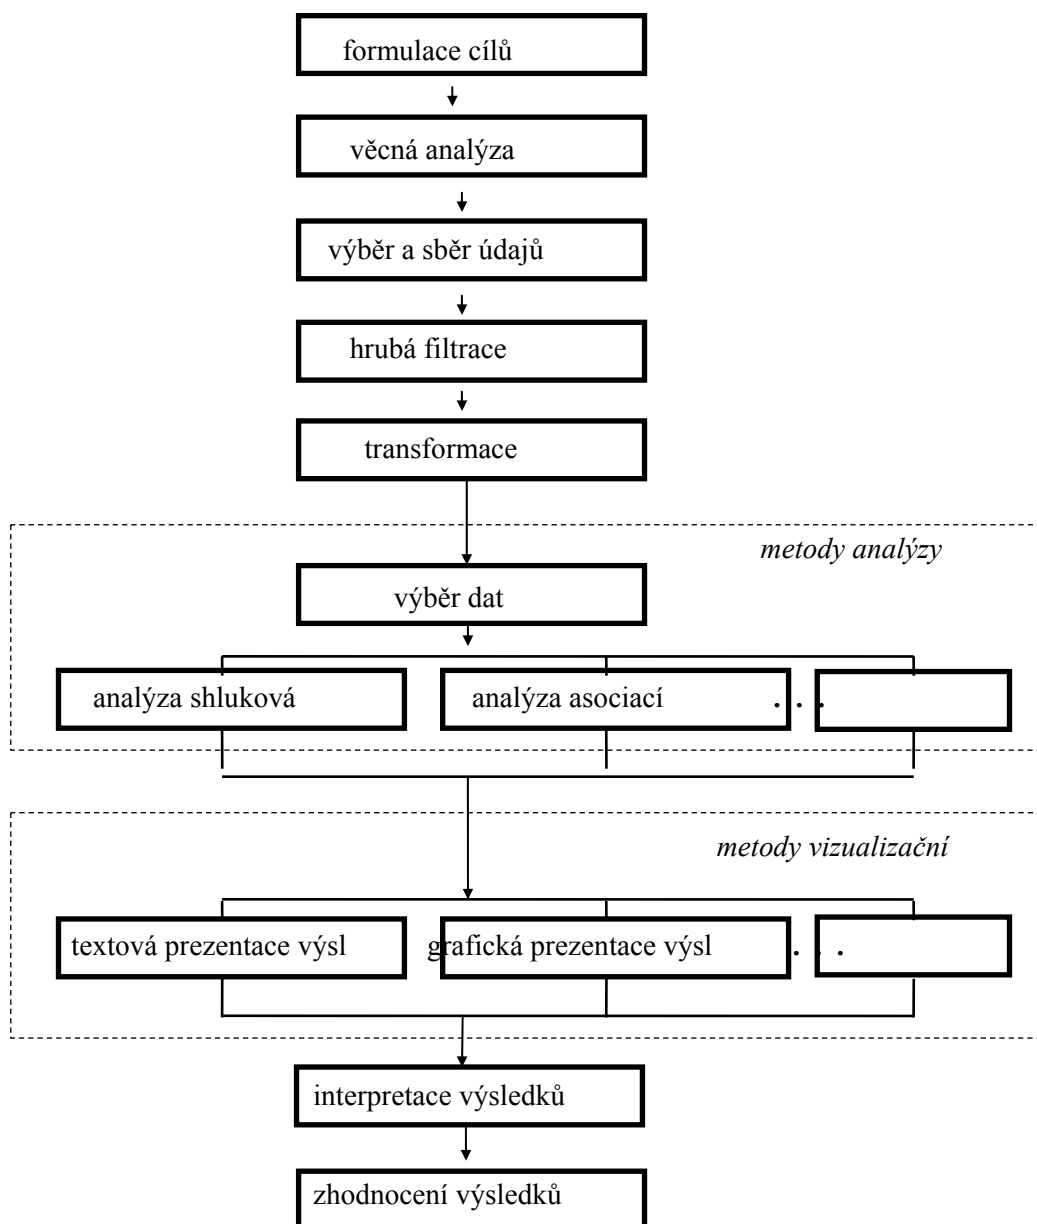 formulace cílů
věcná analýza
výběr a sběr údajů
hrubá filtrace
transformace
metody analýzy
výběr dat
analýza shluková
analýza asociací
. . .
metody vizualizační
textová prezentace výsl
grafická prezentace výsl
. . .
interpretace výsledků
zhodnocení výsledků